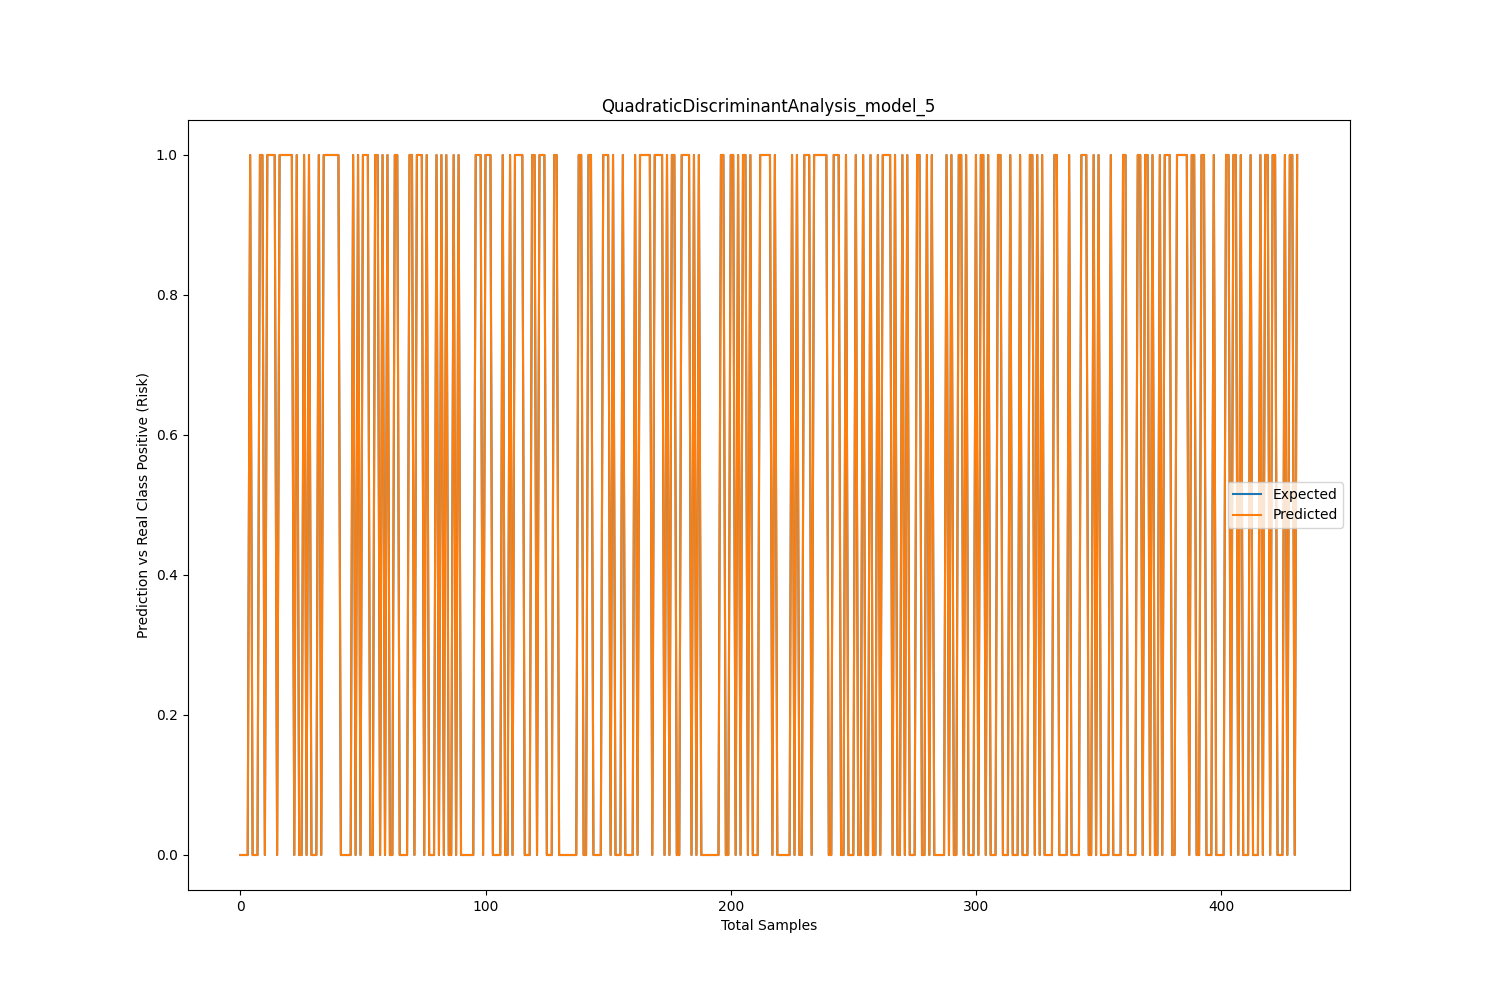 QuadraticDiscriminantAnalysis_model_5
1.0
0.8
0.6
0.4
0.2
0.0
Prediction vs Real Class Positive (Risk)
Expected
Predicted
0
100
200
300
400
Total Samples